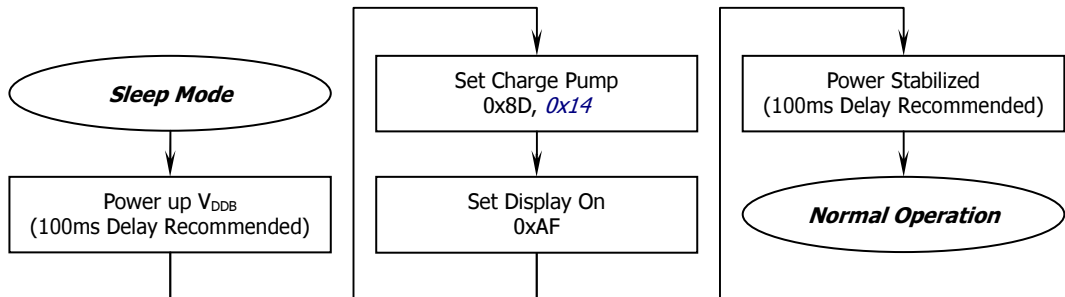 Sleep Mode
Power up VDDB
(100ms Delay Recommended)
Set Charge Pump
0x8D, 0x14
Set Display On
0xAF
Power Stabilized
(100ms Delay Recommended)
Normal Operation